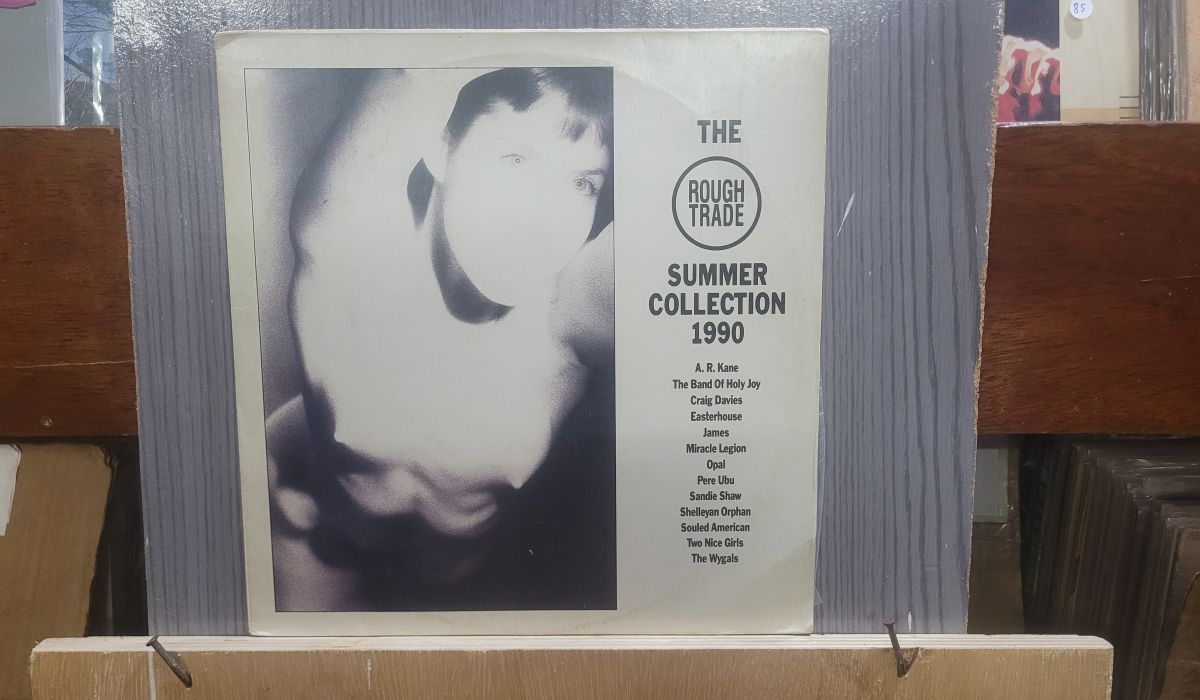 85
THE
ROUGH
TRADE
SUMMER
COLLECTION
1990
A. R. Kane
The Band Of Holy Joy
Craig Davies
Easterhouse
James
Miracle Legion
Opal
Pere Ubu
Sandie Shaw
Shelleyan Orphan
Souled American
Two Nice Girls
The Wygals